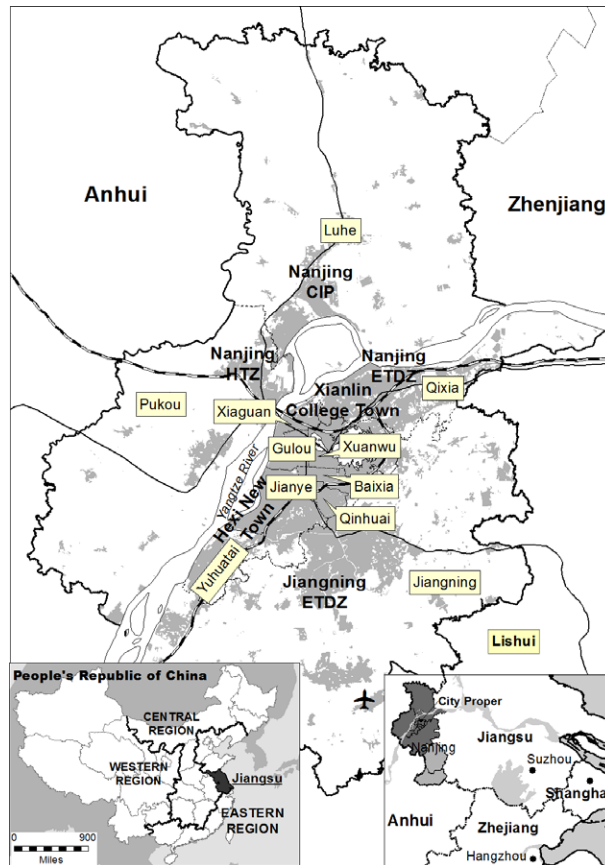 Anhui
Zhenjiang
Luhe
Nanjing
CIP
Nanjing
HTZ
Nanjing
ETDZ
Xianlin
College Town
Qixia
Pukou
Xiaguan
Gulou
Xuanwu
Yangtze River
Hexi New
Town
Jianye
Baixia
Qinhuai
Yuhuatai
Jiangning
ETDZ
Jiangning
Lishui
People's Republic of China
CENTRAL
REGION
WESTERN
REGION
Jiangsu
EASTERN
REGION
0 900
Miles
City Proper
Nanjing
Jiangsu
Suzhou
Shangha
Anhui
Zhejiang
Hangzhou